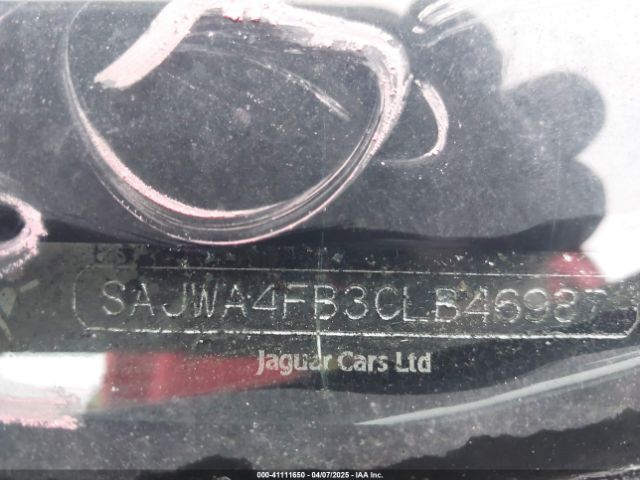 SAJWA4FB3CLB46987
Jaguar Cars Ltd
000-41111650 - 04/07/2025 - IAA Inc.